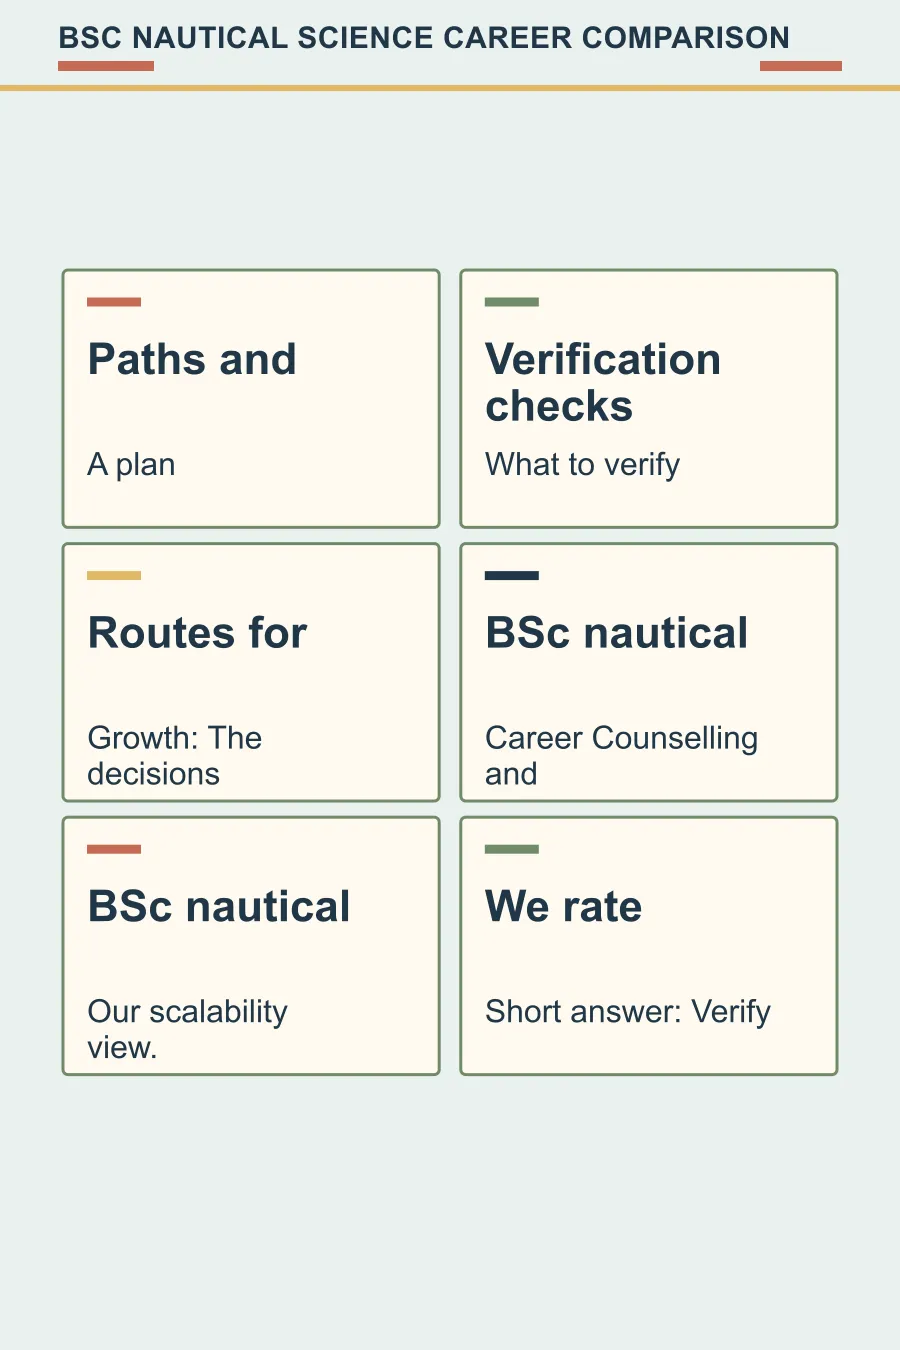 BSC NAUTICAL SCIENCE CAREER COMPARISON
Paths and
A plan
Verification
checks
What to verify
Routes for
Growth: The
decisions
BSc nautical
Career Counselling
and
BSc nautical
Our scalability
view.
We rate
Short answer: Verify